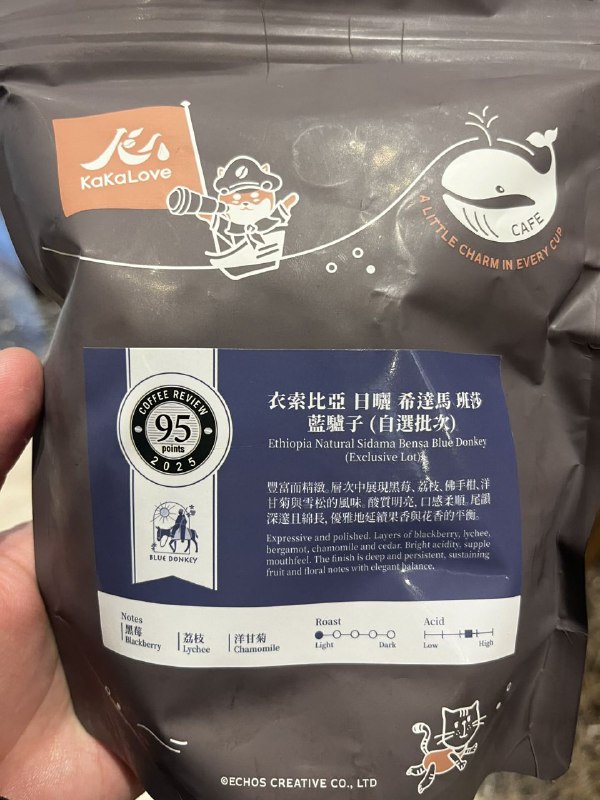 KaKaLove
CAFE
A LITTLE CHARM IN EVERY CUP
COFFEE REVIEW
95
points
2025
BLUE DONKEY
衣索比亞 日曬 希達馬 班莎
藍驢子 (自選批次)
Ethiopia Natural Sidama Bensa Blue Donkey
(Exclusive Lot)
豐富而精緻, 層次中展現黑莓、荔枝、佛手柑、洋
甘菊與雪松的風味。酸質明亮, 口感柔順, 尾韻
深邃且綿長, 優雅地延續果香與花香的平衡。
Expressive and polished. Layers of blackberry, lychee,
bergamot, chamomile and cedar. Bright acidity, supple
mouthfeel. The finish is deep and persistent, sustaining
fruit and floral notes with elegant balance.
Notes
黑莓
Blackberry
荔枝
Lychee
洋甘菊
Chamomile
Roast
Light Dark
Acid
Low High
©ECHOS CREATIVE CO., LTD